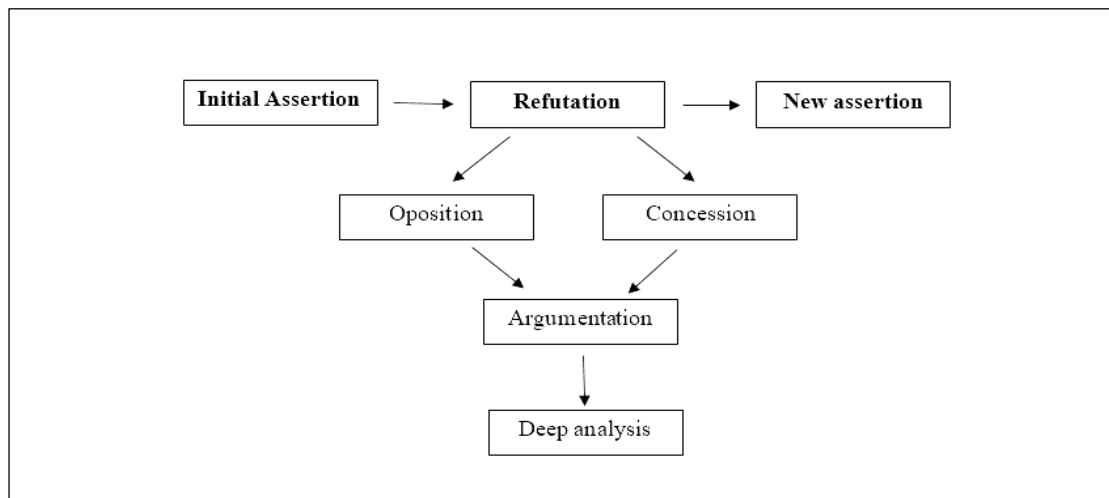 Initial Assertion
Refutation
New assertion
Oposition
Concession
Argumentation
Deep analysis